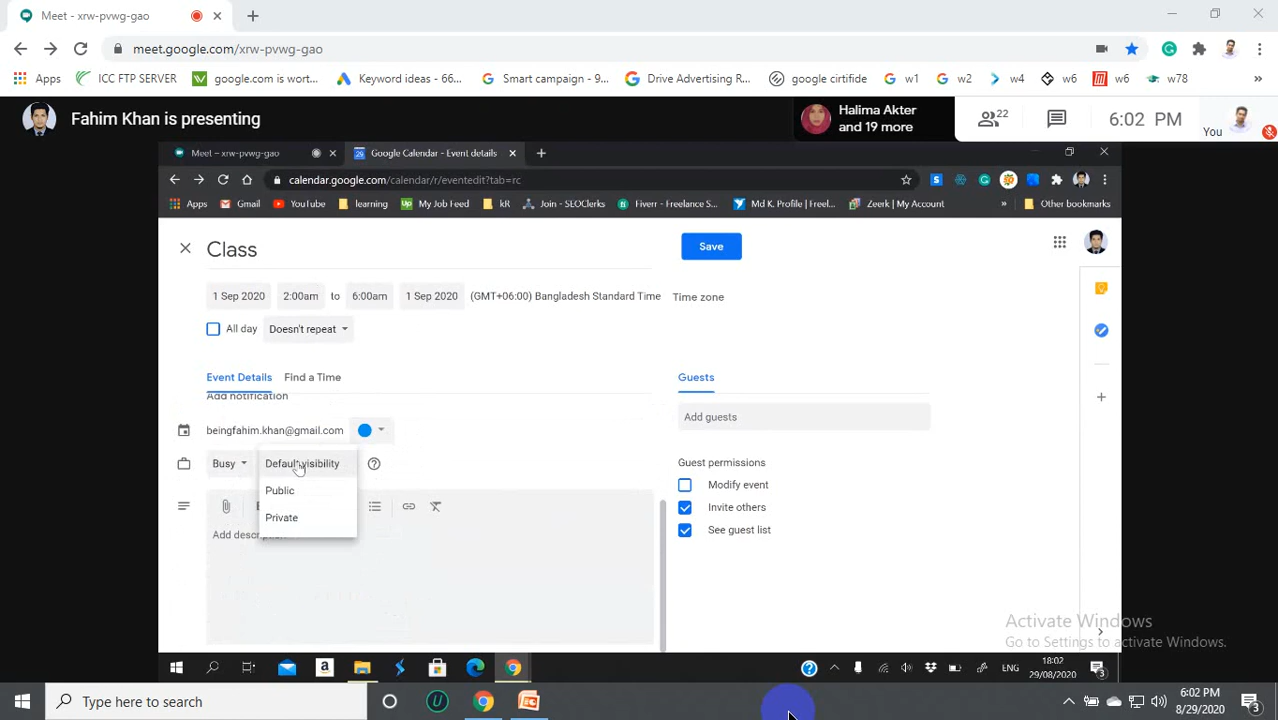 Meet - xrw-pvwg-gao
meet.google.com/xrw-pvwg-gao
Apps
ICC FTP SERVER
google.com is wort...
Keyword ideas - 66...
Smart campaign - 9...
Drive Advertising R...
google cirtifide
w1
w2
w4
w6
w6
w78
»
Fahim Khan is presenting
Halima Akter
and 19 more
22
6:02 PM
You
Meet – xrw-pvwg-gao
Google Calendar - Event details
calendar.google.com/calendar/r/eventedit?tab=rc
Apps
Gmail
YouTube
learning
Up My Job Feed
kR
Join - SEOClerks
Fiverr - Freelance S...
Md K. Profile | Freel...
Zeerk | My Account
»
Other bookmarks
Class
Save
1 Sep 2020
2:00am
to
6:00am
1 Sep 2020
(GMT+06:00) Bangladesh Standard Time
Time zone
All day
Doesn't repeat
Event Details
Find a Time
Guests
Add notification
Add guests
beingfahim.khan@gmail.com
Busy
Default visibility
Public
Private
Guest permissions
Modify event
Invite others
See guest list
Activate Windows
Go to Settings to activate Windows.
ENG
18:02
29/08/2020
3
Type here to search
6:02 PM
8/29/2020
3